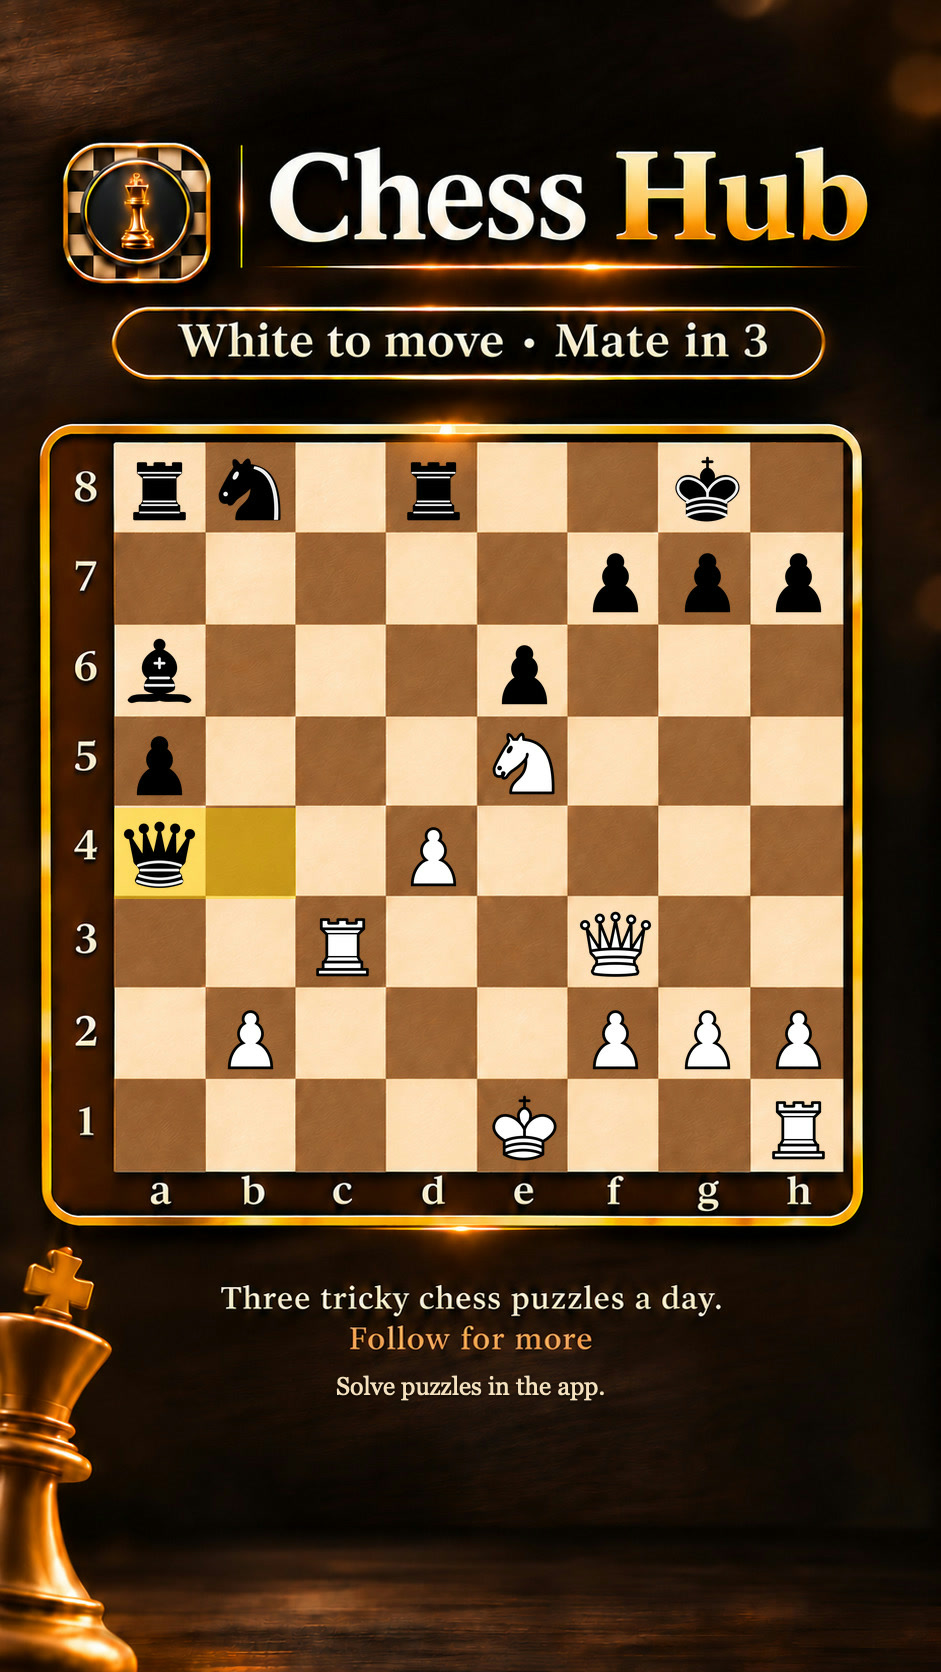 Chess Hub
White to move • Mate in 3
8
7
6
5
4
3
2
1
a b c d e f g h
Three tricky chess puzzles a day.
Follow for more
Solve puzzles in the app.